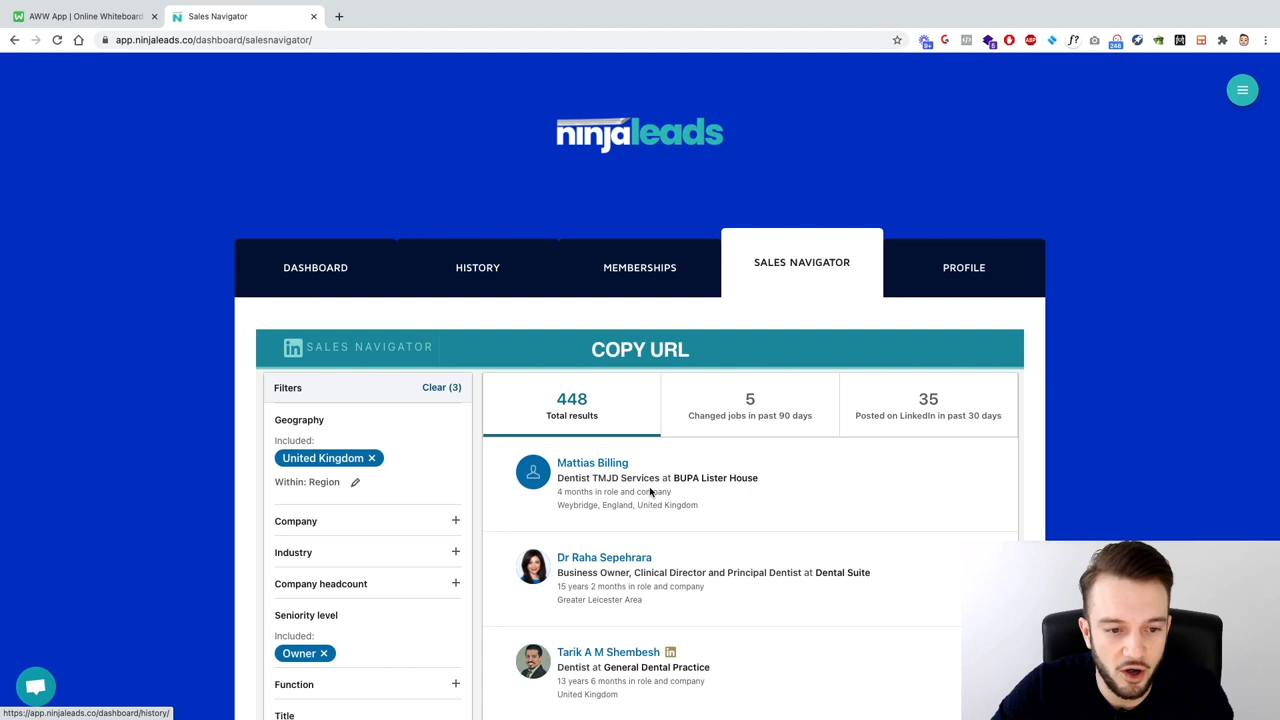 AWW App | Online Whiteboard
Sales Navigator
app.ninjaleads.co/dashboard/salesnavigator/
ninjaleads
DASHBOARD
HISTORY
MEMBERSHIPS
SALES NAVIGATOR
PROFILE
in SALES NAVIGATOR
COPY URL
Filters
Clear (3)
Geography
Included:
United Kingdom ×
Within: Region
Company +
Industry +
Company headcount +
Seniority level
Included:
Owner ×
Function +
Title
448
Total results
5
Changed jobs in past 90 days
35
Posted on LinkedIn in past 30 days
Mattias Billing
Dentist TMJD Services at BUPA Lister House
4 months in role and company
Weybridge, England, United Kingdom
Dr Raha Sepehrara
Business Owner, Clinical Director and Principal Dentist at Dental Suite
15 years 2 months in role and company
Greater Leicester Area
Tarik A M Shembesh in
Dentist at General Dental Practice
13 years 6 months in role and company
United Kingdom
https://app.ninjaleads.co/dashboard/history/